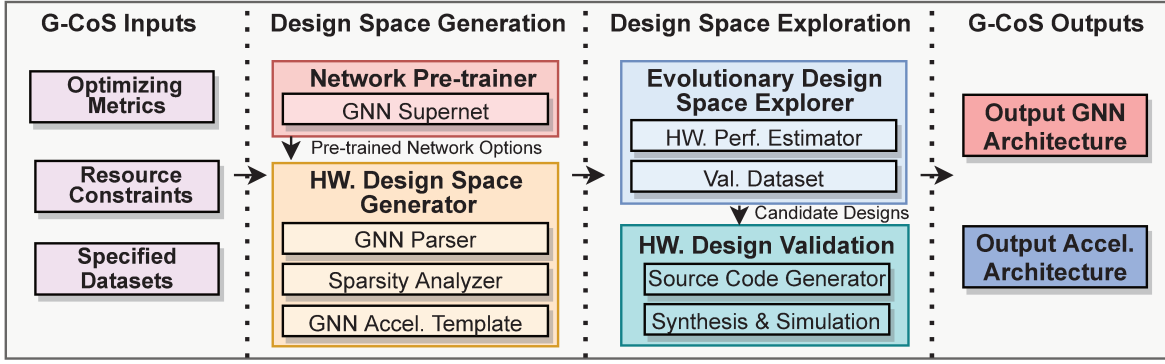 G-CoS Inputs
Optimizing
Metrics
Resource
Constraints
Specified
Datasets
Design Space Generation
Network Pre-trainer
GNN Supernet
Pre-trained Network Options
HW. Design Space
Generator
GNN Parser
Sparsity Analyzer
GNN Accel. Template
Design Space Exploration
Evolutionary Design
Space Explorer
HW. Perf. Estimator
Val. Dataset
Candidate Designs
HW. Design Validation
Source Code Generator
Synthesis & Simulation
G-CoS Outputs
Output GNN
Architecture
Output Accel.
Architecture